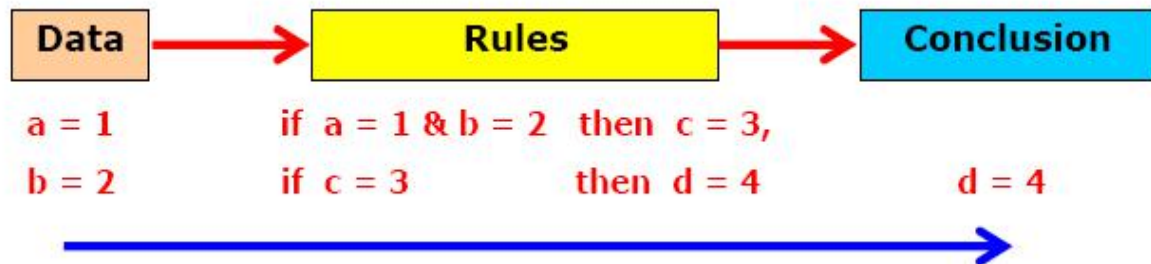 Data Rules Conclusion
a = 1 if a = 1 & b = 2 then c = 3,
b = 2 if c = 3 then d = 4 d = 4